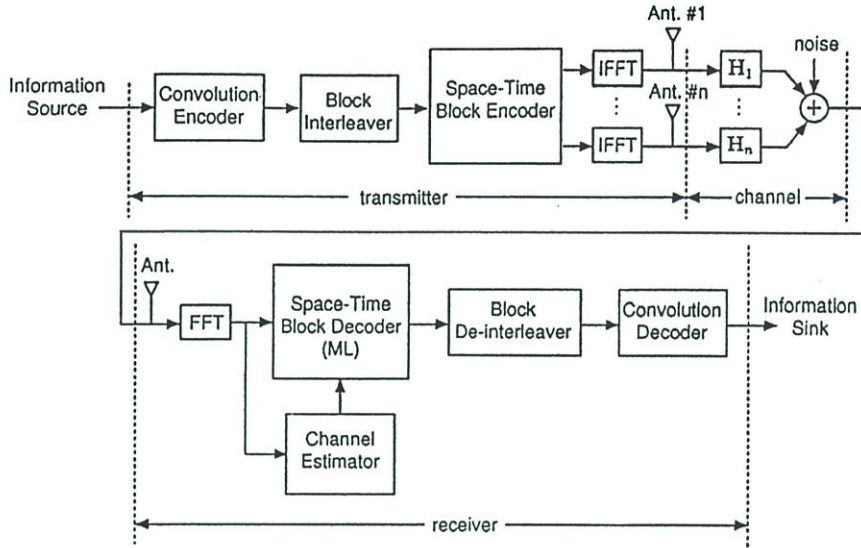 Ant. #1
noise
Information
Source
Convolution
Encoder
Block
Interleaver
Space-Time
Block Encoder
IFFT
H1
Ant. #n
IFFT
Hn
transmitter
channel
Ant.
FFT
Space-Time
Block Decoder
(ML)
Block
De-interleaver
Convolution
Decoder
Information
Sink
Channel
Estimator
receiver